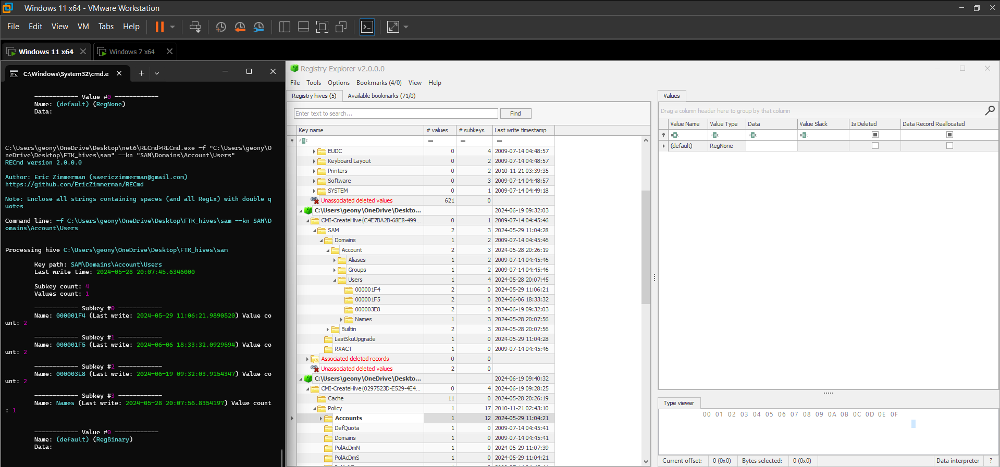 Windows 11 x64 - VMware Workstation
File Edit View VM Tabs Help
Windows 11 x64
Windows 7 x64
C:\Windows\System32\cmd.e
------------ Value #0 ------------
Name: (default) (RegNone)
Data:
C:\Users\geony\OneDrive\Desktop\net6\RECmd>RECmd.exe -f "C:\Users\geony\O
neDrive\Desktop\FTK_hives\sam" --kn "SAM\Domains\Account\Users"
RECmd version 2.0.0.0
Author: Eric Zimmerman (saericzimmerman@gmail.com)
https://github.com/EricZimmerman/RECmd
Note: Enclose all strings containing spaces (and all RegEx) with double q
uotes
Command line: -f C:\Users\geony\OneDrive\Desktop\FTK_hives\sam --kn SAM\D
omains\Account\Users
Processing hive C:\Users\geony\OneDrive\Desktop\FTK_hives\sam
Key path: SAM\Domains\Account\Users
Last write time: 2024-05-28 20:07:45.6346000
Subkey count: 4
Values count: 1
------------ Subkey #0 ------------
Name: 000001F4 (Last write: 2024-05-29 11:06:21.9890520) Value co
unt: 2
------------ Subkey #1 ------------
Name: 000001F5 (Last write: 2024-06-06 18:33:32.0929594) Value co
unt: 2
------------ Subkey #2 ------------
Name: 000003E8 (Last write: 2024-06-19 09:32:03.9154347) Value co
unt: 2
------------ Subkey #3 ------------
Name: Names (Last write: 2024-05-28 20:07:56.8354197) Value count
: 1
------------ Value #0 ------------
Name: (default) (RegBinary)
Data:
Registry Explorer v2.0.0.0
File Tools Options Bookmarks (4/0) View Help
Registry hives (5) Available bookmarks (71/0)
Enter text to search... Find
Key name # values # subkeys Last write timestamp
EUDC 0 4 2009-07-14 04:48:57
Keyboard Layout 0 2 2009-07-14 04:48:57
Printers 0 2 2010-11-21 03:39:35
Software 0 3 2009-07-14 04:48:57
SYSTEM 0 1 2009-07-14 04:49:18
Unassociated deleted values 621 0
C:\Users\geony\OneDrive\Deskto... 2024-06-19 09:32:03
CMI-CreateHive{C4E7BA2B-68E8-499... 0 1 2009-07-14 04:45:46
SAM 2 3 2024-05-29 11:04:28
Domains 1 2 2009-07-14 04:45:46
Account 2 3 2024-05-28 20:26:19
Aliases 1 2 2009-07-14 04:45:46
Groups 1 2 2009-07-14 04:45:46
Users 1 4 2024-05-28 20:07:45
000001F4 2 0 2024-05-29 11:06:21
000001F5 2 0 2024-06-06 18:33:32
000003E8 2 0 2024-06-19 09:32:03
Names 1 3 2024-05-28 20:07:56
Builtin 2 3 2024-05-28 20:07:56
LastSkuUpgrade 1 0 2024-05-29 11:04:28
RXACT 1 0 2009-07-14 04:45:46
Associated deleted records 0 0
Unassociated deleted values 2 0
C:\Users\geony\OneDrive\Deskto... 2024-06-19 09:40:32
CMI-CreateHive{0297523D-E529-4E4... 0 4 2024-06-19 09:28:25
Cache 11 0 2024-05-28 20:26:19
Policy 1 17 2010-11-21 02:43:10
Accounts 1 12 2024-05-29 11:04:21
DefQuota 1 0 2009-07-14 04:45:41
Domains 1 0 2009-07-14 04:45:41
PolAcDmN 1 0 2024-05-29 11:07:39
PolAcDmS 1 0 2024-05-29 11:04:21
Values
Drag a column header here to group by that column
Value Name Value Type Data Value Slack Is Deleted Data Record Reallocated
(default) RegNone
Type viewer
00 01 02 03 04 05 06 07 08 09 0A 0B 0C 0D 0E 0F
Current offset: 0 (0x0) Bytes selected: 0 (0x0) Data interpreter ?